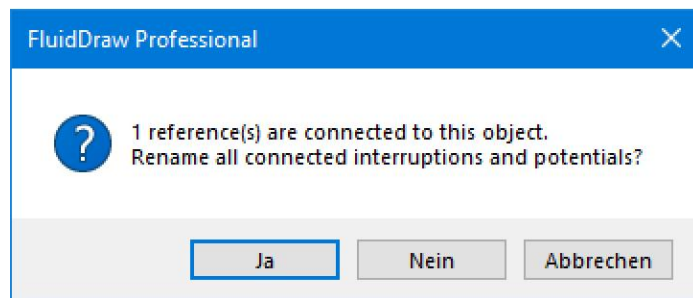 FluidDraw Professional
1 reference(s) are connected to this object.
Rename all connected interruptions and potentials?
Ja
Nein
Abbrechen